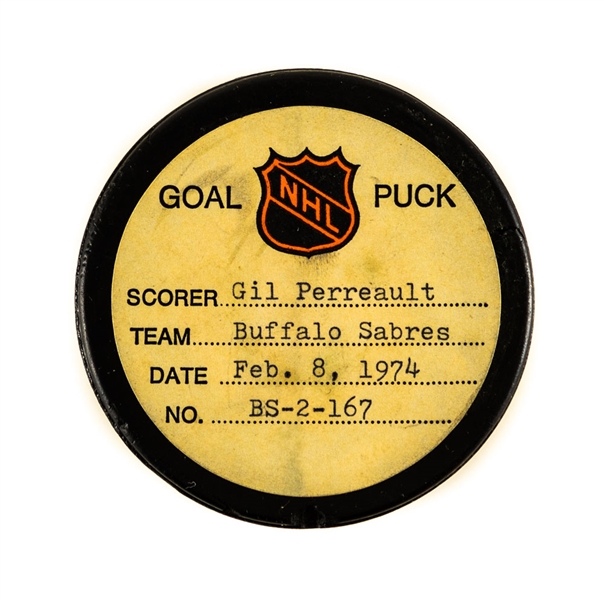 GOAL NHL PUCK
SCORER Gil Perreault
TEAM Buffalo Sabres
DATE Feb. 8, 1974
NO. BS-2-167